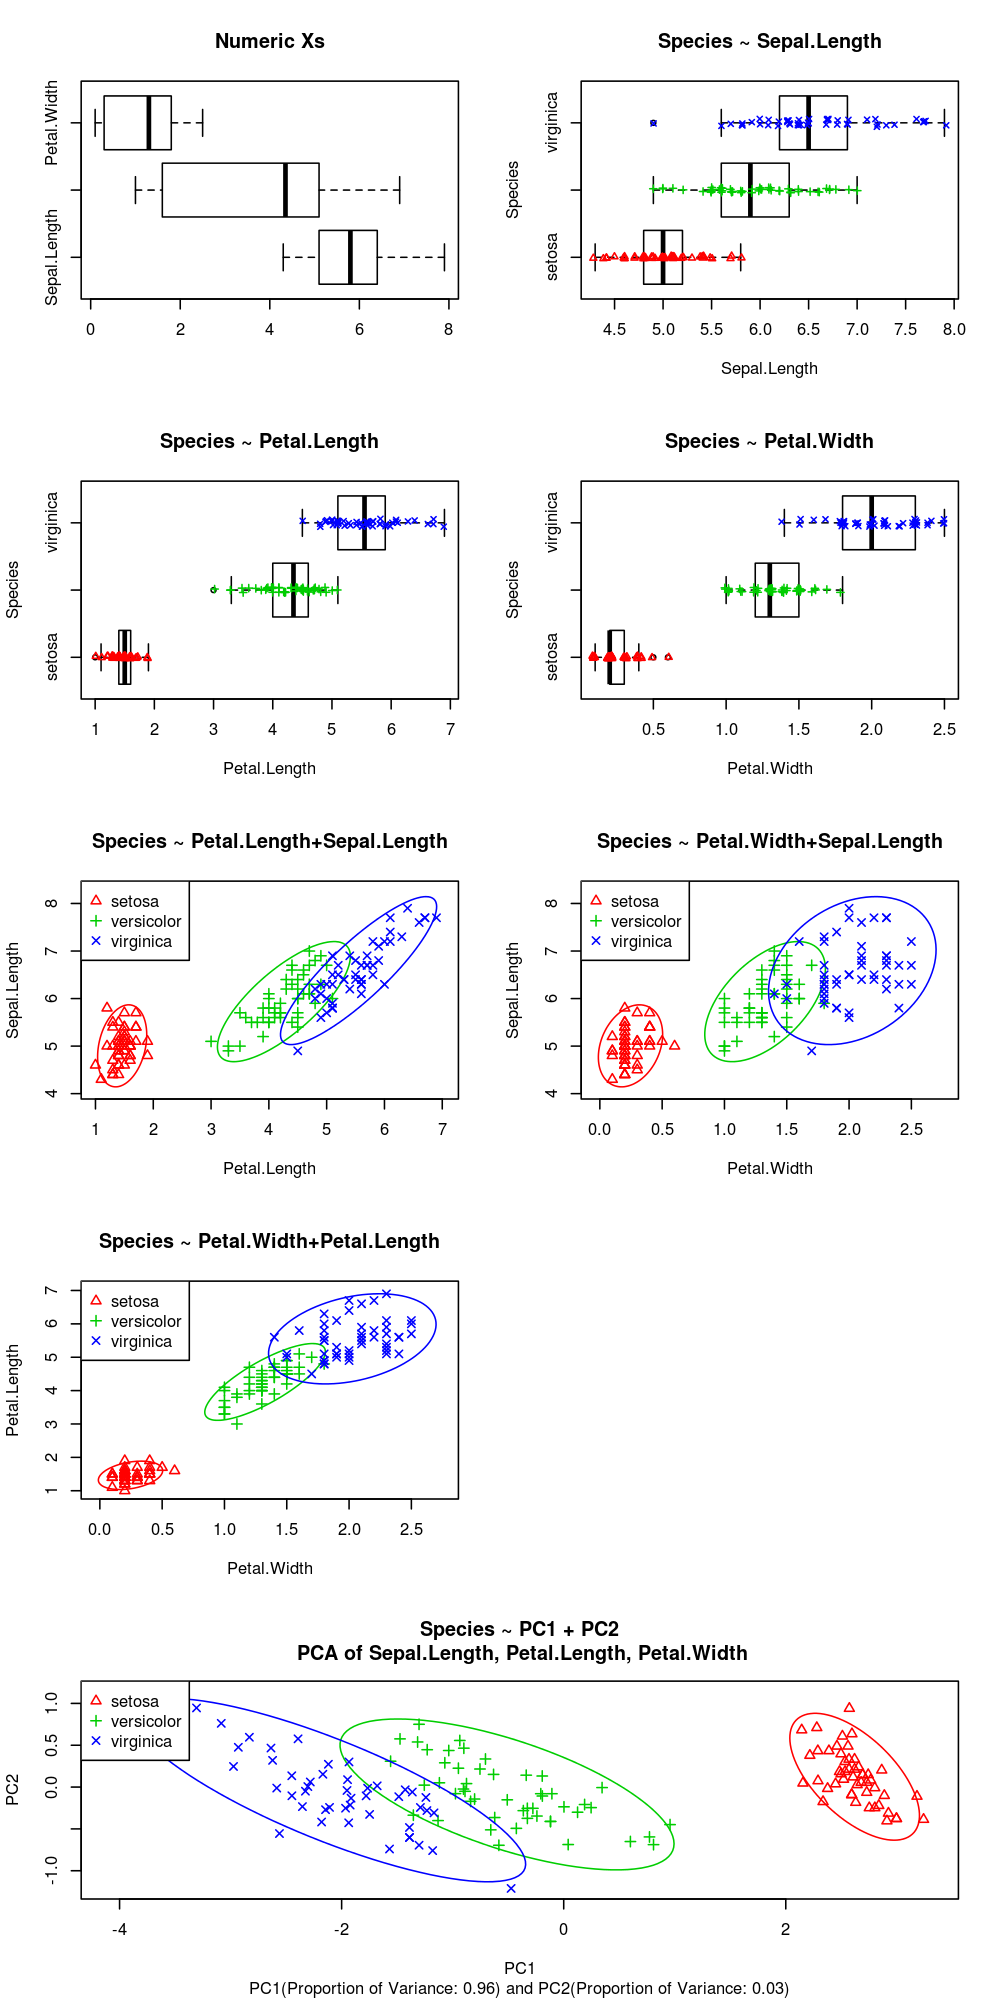 Numeric Xs
Petal.Width
Sepal.Length
0 2 4 6 8
Species ~ Sepal.Length
Species
virginica
setosa
4.5 5.0 5.5 6.0 6.5 7.0 7.5 8.0
Sepal.Length
Species ~ Petal.Length
Species
virginica
setosa
1 2 3 4 5 6 7
Petal.Length
Species ~ Petal.Width
Species
virginica
setosa
0.5 1.0 1.5 2.0 2.5
Petal.Width
Species ~ Petal.Length+Sepal.Length
setosa
versicolor
virginica
Sepal.Length
8
7
6
5
4
1 2 3 4 5 6 7
Petal.Length
Species ~ Petal.Width+Sepal.Length
setosa
versicolor
virginica
Sepal.Length
8
7
6
5
4
0.0 0.5 1.0 1.5 2.0 2.5
Petal.Width
Species ~ Petal.Width+Petal.Length
setosa
versicolor
virginica
Petal.Length
7
6
5
4
3
2
1
0.0 0.5 1.0 1.5 2.0 2.5
Petal.Width
Species ~ PC1 + PC2
PCA of Sepal.Length, Petal.Length, Petal.Width
setosa
versicolor
virginica
PC2
1.0
0.5
0.0
-1.0
-4 -2 0 2
PC1
PC1(Proportion of Variance: 0.96) and PC2(Proportion of Variance: 0.03)